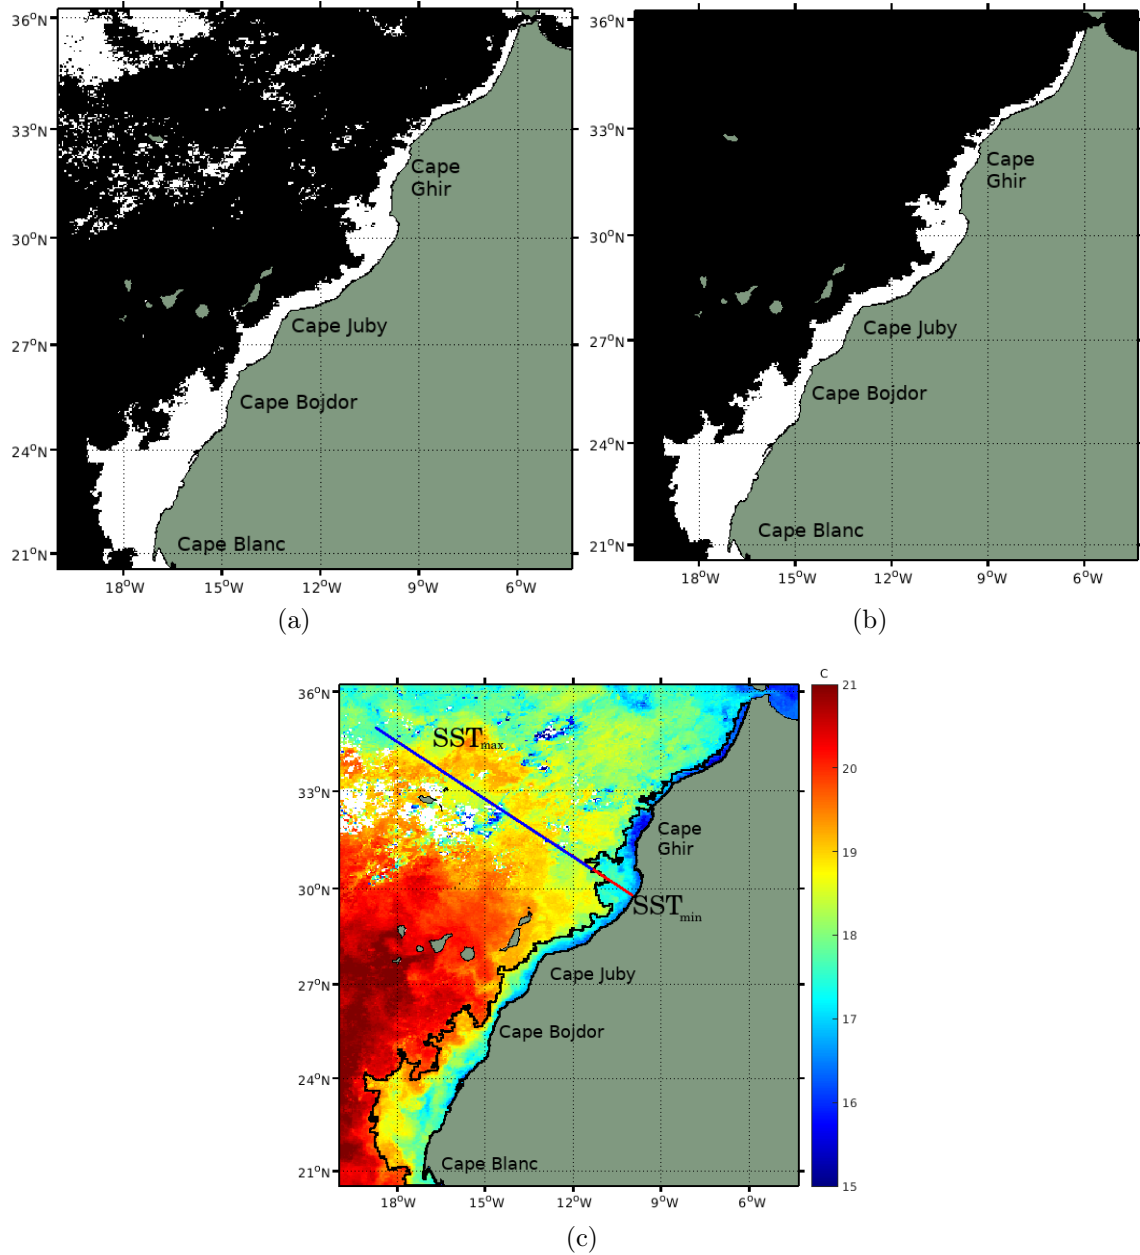 36°N
33°N
30°N
27°N
24°N
21°N
18°W
15°W
12°W
9°W
6°W
Cape
Ghir
Cape Juby
Cape Bojdor
Cape Blanc
(a)
36°N
33°N
30°N
27°N
24°N
21°N
18°W
15°W
12°W
9°W
6°W
Cape
Ghir
Cape Juby
Cape Bojdor
Cape Blanc
(b)
36°N
33°N
30°N
27°N
24°N
21°N
18°W
15°W
12°W
9°W
6°W
SSTmax
Cape
Ghir
SSTmin
Cape Juby
Cape Bojdor
Cape Blanc
C
21
20
19
18
17
16
15
(c)